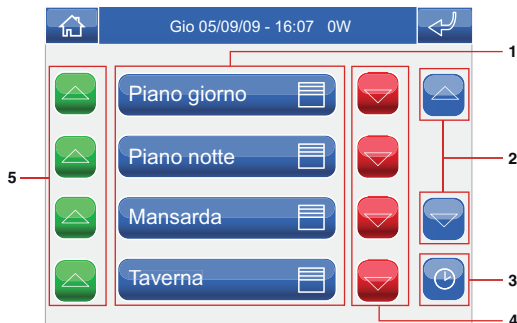 Gio 05/09/09 - 16:07 0W
1
Piano giorno
Piano notte
2
5
Mansarda
Taverna
3
4